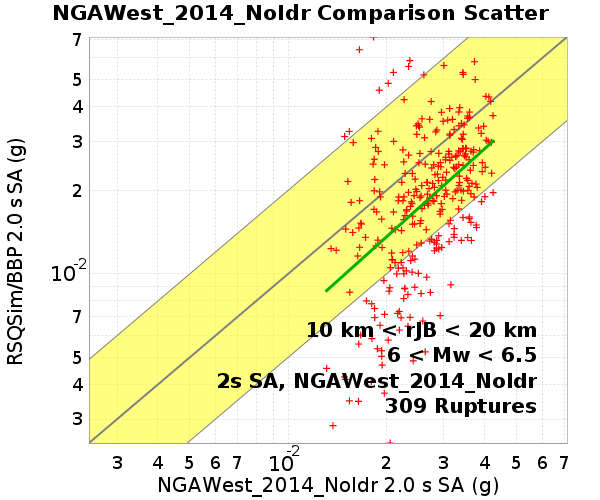 NGAWest_2014_NoIdr Comparison Scatter
RSQSim/BBP 2.0 s SA (g)
7
5
4
3
2
10-2
7
5
4
3
10 km < rJB < 20 km
6 < Mw < 6.5
2s SA, NGAWest_2014_NoIdr
309 Ruptures
3 4 5 6 7 10-2 2 3 4 5 6 7
NGAWest_2014_NoIdr 2.0 s SA (g)